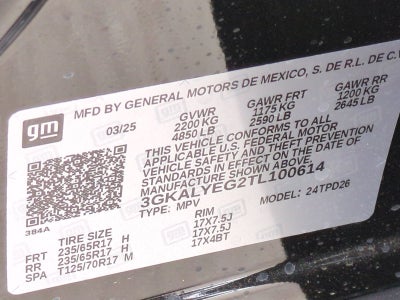 gm
MFD BY GENERAL MOTORS DE MEXICO, S. DE R.L. DE C.V
03/25 GVWR GAWR FRT GAWR RR
2200 KG 1175 KG 1200 KG
4850 LB 2590 LB 2645 LB
THIS VEHICLE CONFORMS TO ALL APPLICABLE
U.S. FEDERAL MOTOR
VEHICLE SAFETY AND THEFT PREVENTION
STANDARDS IN EFFECT ON THE DATE OF
MANUFACTURE SHOWN ABOVE.
3GKALYEG2TL100614
TYPE: MPV MODEL: 24TPD26
384A
TIRE SIZE RIM
FRT 235/65R17 H 17X7.5J
RR 235/65R17 H 17X7.5J
SPA T125/70R17 M 17X4BT